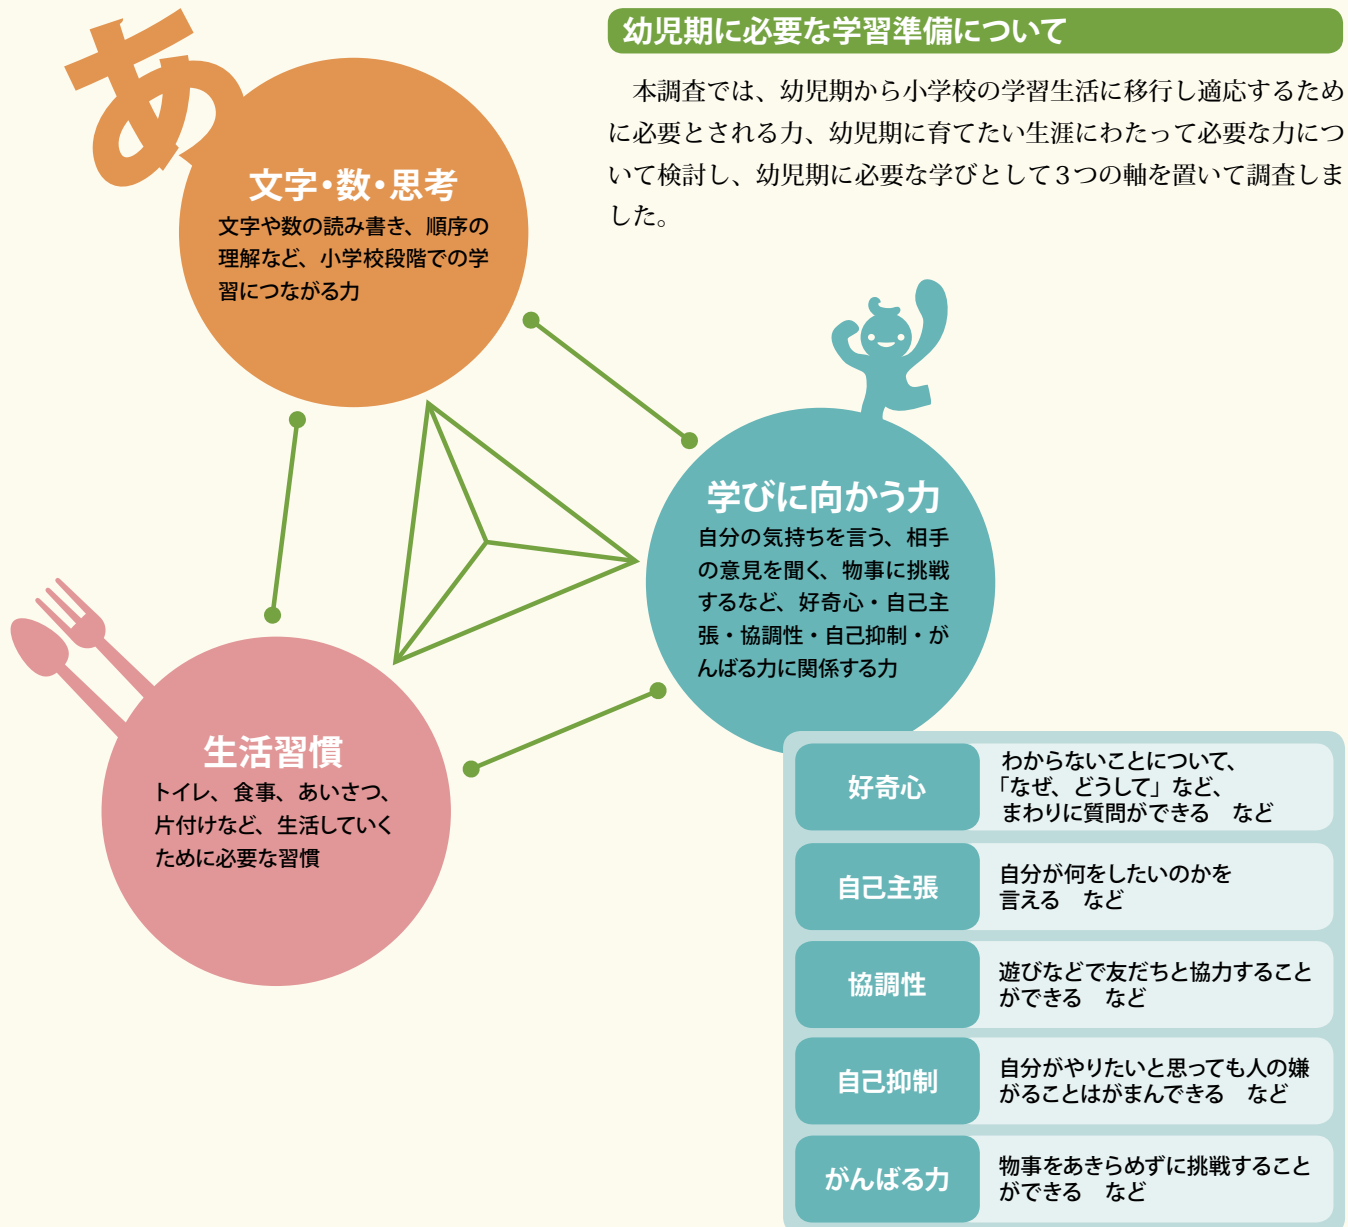 幼児期に必要な学習準備について
　本調査では、幼児期から小学校の学習生活に移行し適応するため
に必要とされる力、幼児期に育てたい生涯にわたって必要な力につ
いて検討し、幼児期に必要な学びとして３つの軸を置いて調査しま
した。
あ
文字・数・思考
文字や数の読み書き、順序の
理解など、小学校段階での学
習につながる力
学びに向かう力
自分の気持ちを言う、相手
の意見を聞く、物事に挑戦
するなど、好奇心・自己主
張・協調性・自己抑制・が
んばる力に関係する力
生活習慣
トイレ、食事、あいさつ、
片付けなど、生活していく
ために必要な習慣
好奇心
わからないことについて、
「なぜ、どうして」など、
まわりに質問ができる　など
自己主張
自分が何をしたいのかを
言える　など
協調性
遊びなどで友だちと協力すること
ができる　など
自己抑制
自分がやりたいと思っても人の嫌
がることはがまんできる　など
がんばる力
物事をあきらめずに挑戦すること
ができる　など